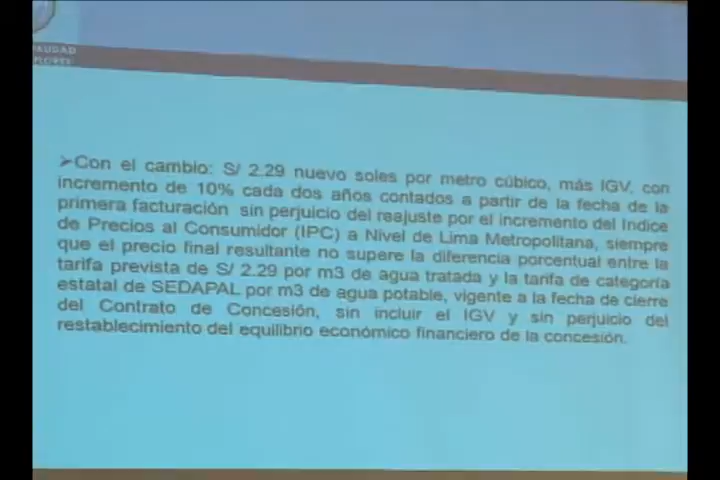 ➢Con el cambio: S/ 2.29 nuevo soles por metro cúbico, más IGV, con
incremento de 10% cada dos años contados a partir de la fecha de la
primera facturación sin perjuicio del reajuste por el incremento del Indice
de Precios al Consumidor (IPC) a Nivel de Lima Metropolitana, siempre
que el precio final resultante no supere la diferencia porcentual entre la
tarifa prevista de S/ 2.29 por m3 de agua tratada y la tarifa de categoría
estatal de SEDAPAL por m3 de agua potable, vigente a la fecha de cierre
del Contrato de Concesión, sin incluir el IGV y sin perjuicio del
restablecimiento del equilibrio económico financiero de la concesión.